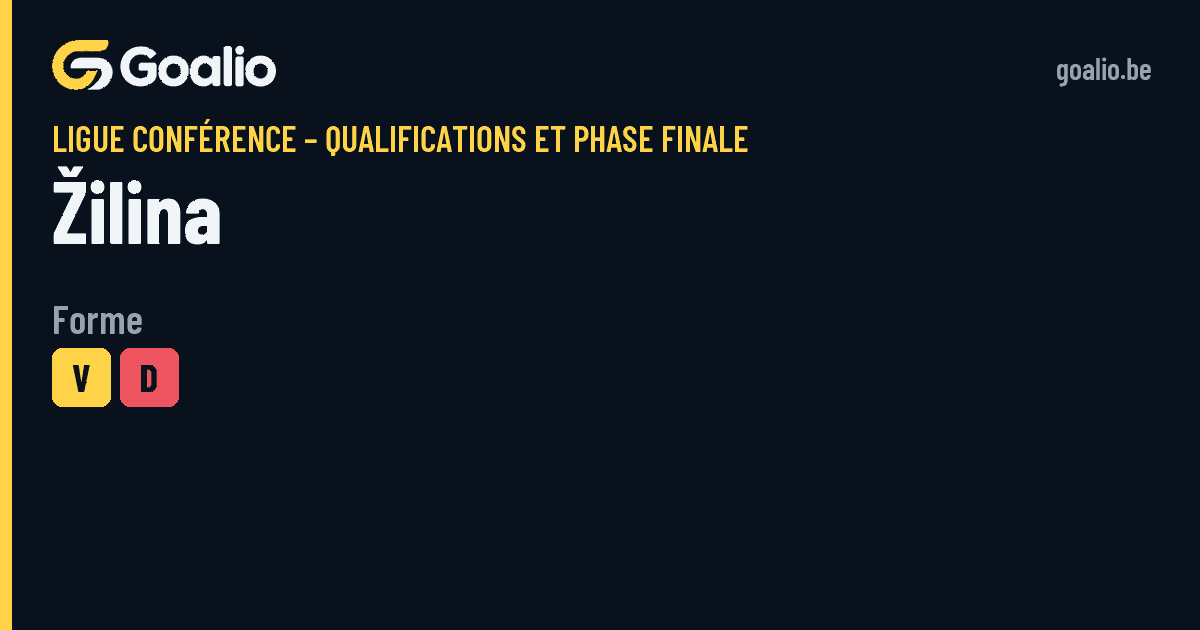 Goalio
goalio.be
LIGUE CONFÉRENCE – QUALIFICATIONS ET PHASE FINALE
Žilina
Forme
V D